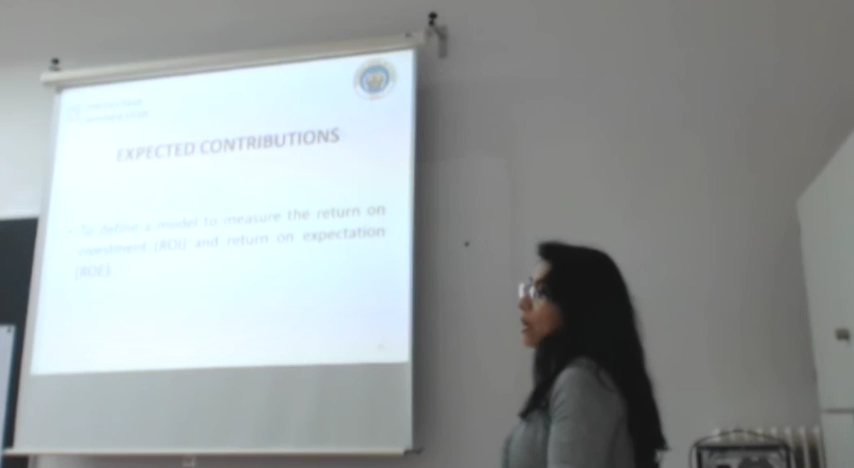 EXPECTED CONTRIBUTIONS
To define a model to measure the return on
investment (ROI) and return on expectation
(ROE).